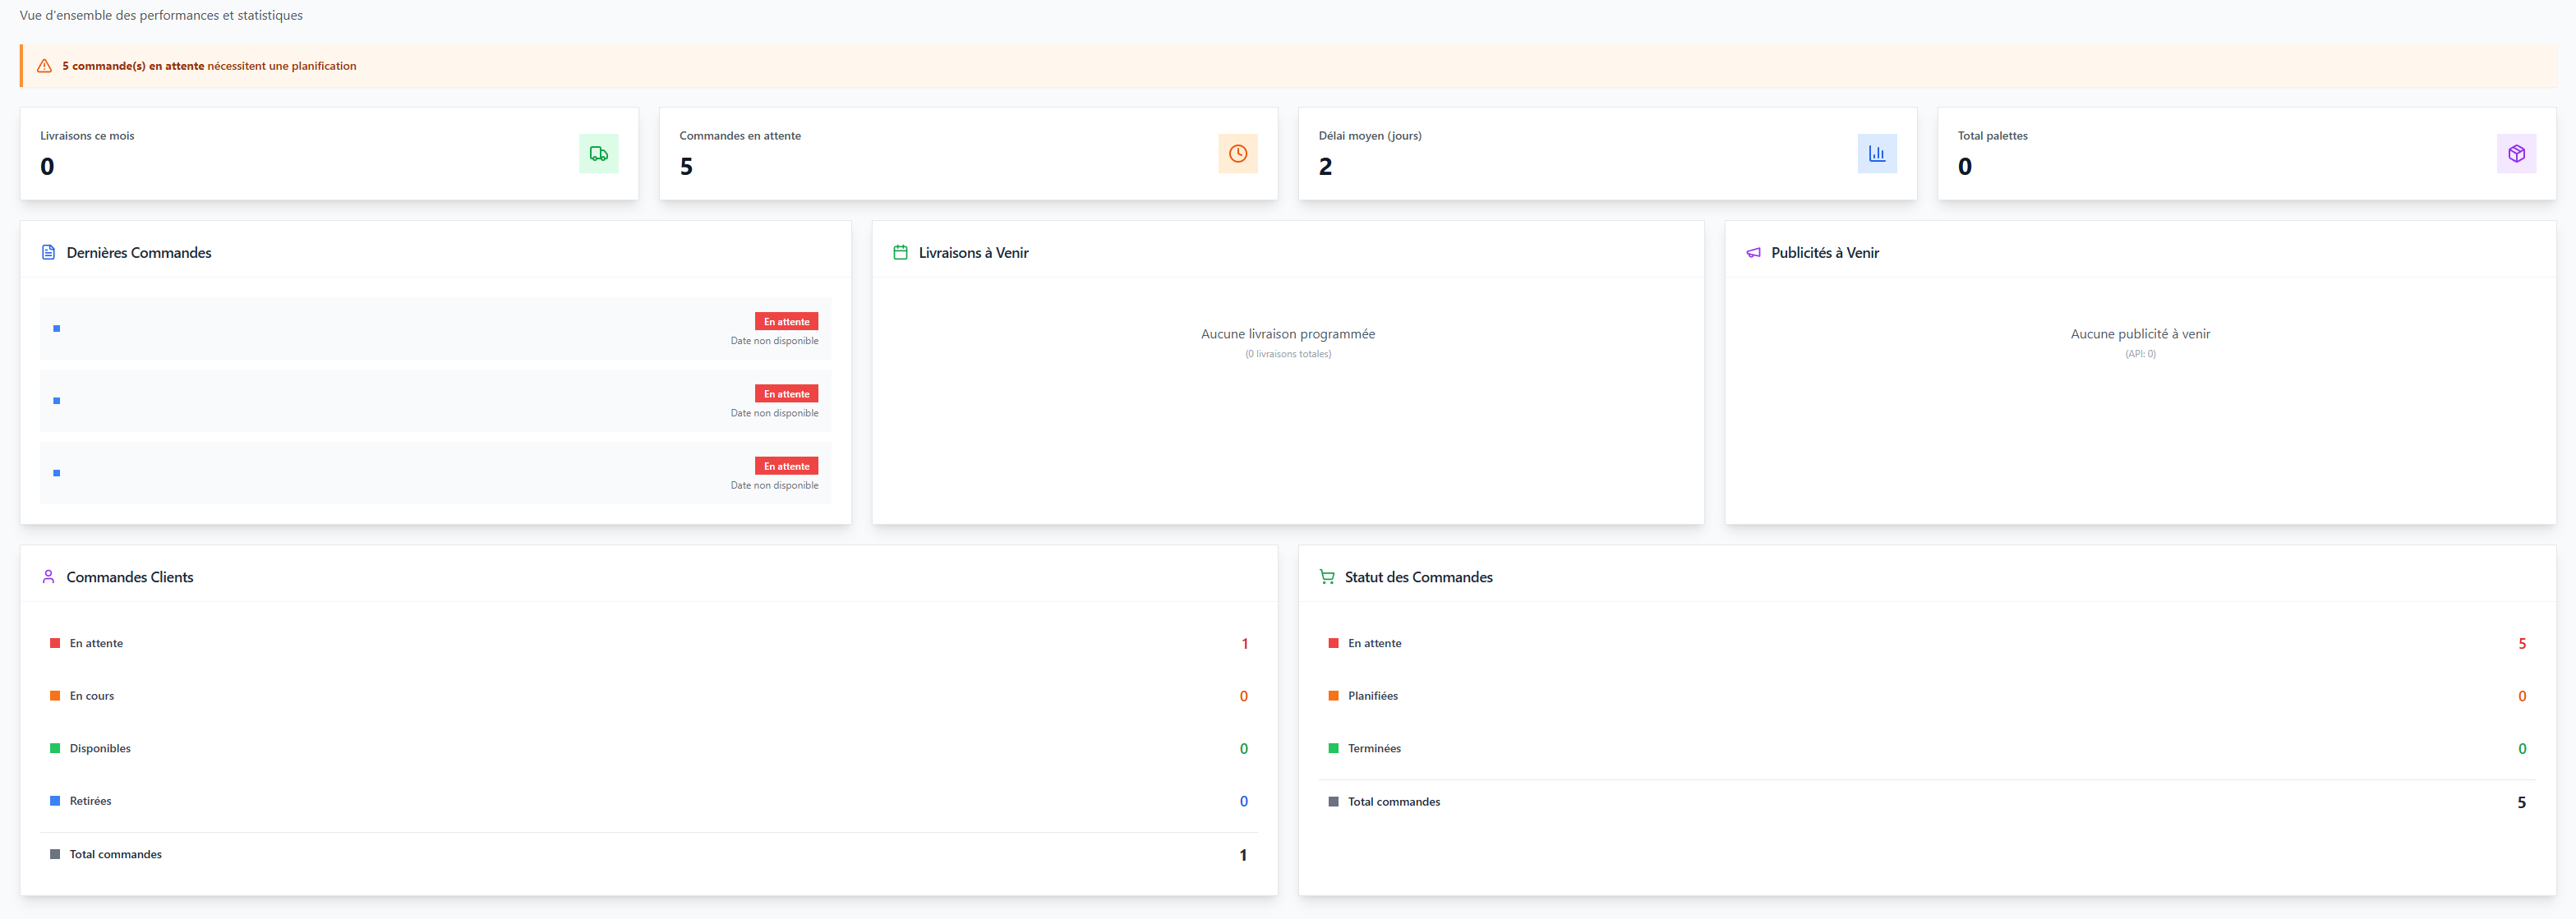 Vue d'ensemble des performances et statistiques
5 commande(s) en attente nécessitent une planification
Livraisons ce mois
0
Commandes en attente
5
Délai moyen (jours)
2
Total palettes
0
Dernières Commandes
En attente
Date non disponible
En attente
Date non disponible
En attente
Date non disponible
Livraisons à Venir
Aucune livraison programmée
(0 livraisons totales)
Publicités à Venir
Aucune publicité à venir
(API: 0)
Commandes Clients
En attente 1
En cours 0
Disponibles 0
Retirées 0
Total commandes 1
Statut des Commandes
En attente 5
Planifiées 0
Terminées 0
Total commandes 5